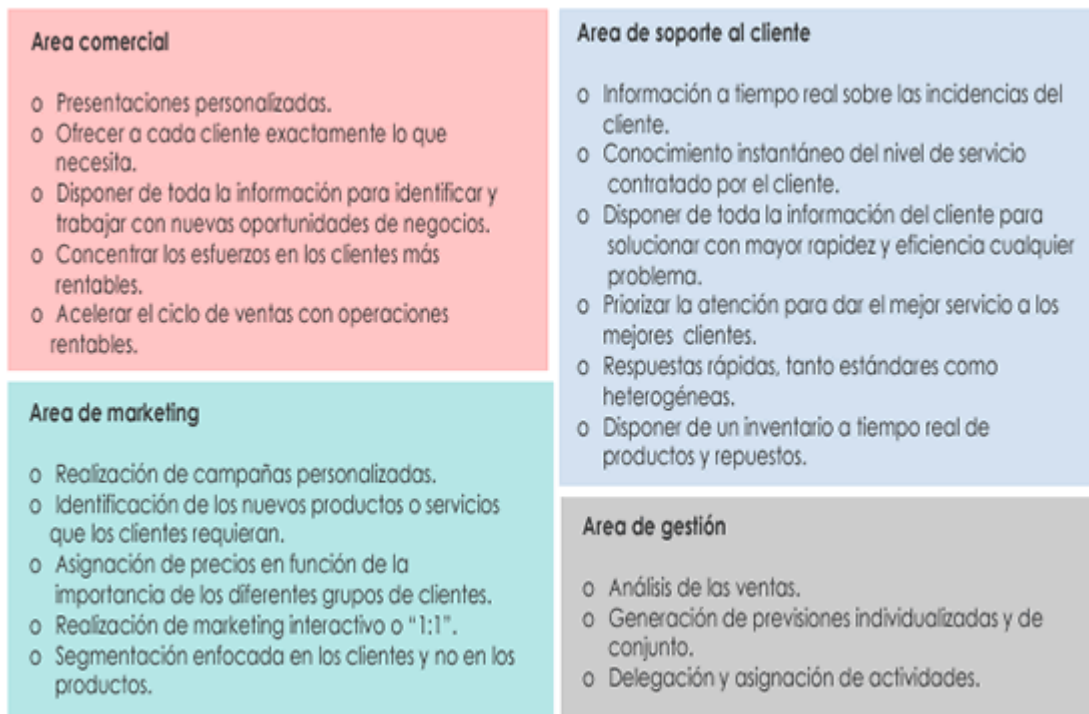 Area comercial
o Presentaciones personalizadas.
o Ofrecer a cada cliente exactamente lo que
necesita.
o Disponer de toda la información para identificar y
trabajar con nuevas oportunidades de negocios.
o Concentrar los esfuerzos en los clientes más
rentables.
o Acelerar el ciclo de ventas con operaciones
rentables.
Area de marketing
o Realización de campañas personalizadas.
o Identificación de los nuevos productos o servicios
que los clientes requieran.
o Asignación de precios en función de la
importancia de los diferentes grupos de clientes.
o Realización de marketing interactivo o “1:1”.
o Segmentación enfocada en los clientes y no en los
productos.
Area de soporte al cliente
o Información a tiempo real sobre las incidencias del
cliente.
o Conocimiento instantáneo del nivel de servicio
contratado por el cliente.
o Disponer de toda la información del cliente para
solucionar con mayor rapidez y eficiencia cualquier
problema.
o Priorizar la atención para dar el mejor servicio a los
mejores clientes.
o Respuestas rápidas, tanto estándares como
heterogéneas.
o Disponer de un inventario a tiempo real de
productos y repuestos.
Area de gestión
o Análisis de las ventas.
o Generación de previsiones individualizadas y de
conjunto.
o Delegación y asignación de actividades.